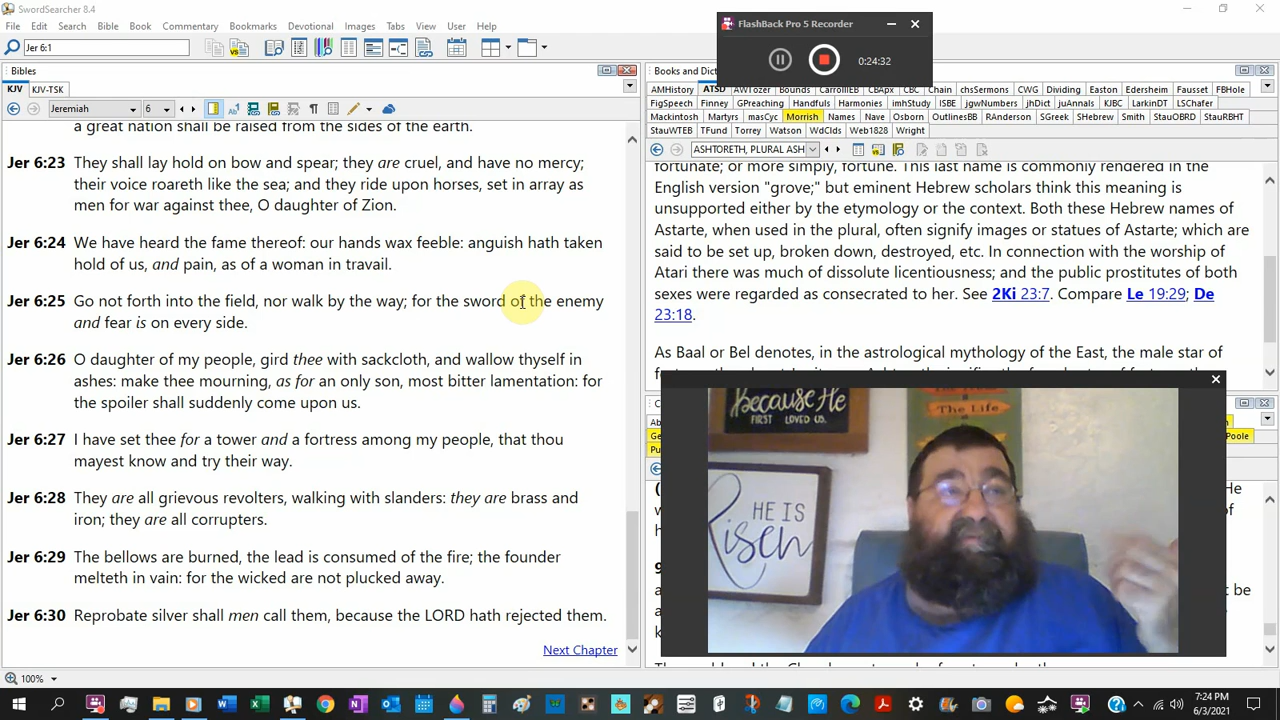 SwordSearcher 8.4
File Edit Search Bible Book Commentary Bookmarks Devotional Images Tabs View User Help
Jer 6:1
FlashBack Pro 5 Recorder
0:24:32
Bibles
KJV KJV-TSK
Jeremiah 6
a great nation shall be raised from the sides of the earth.
Jer 6:23 They shall lay hold on bow and spear; they are cruel, and have no mercy;
their voice roareth like the sea; and they ride upon horses, set in array as
men for war against thee, O daughter of Zion.
Jer 6:24 We have heard the fame thereof: our hands wax feeble: anguish hath taken
hold of us, and pain, as of a woman in travail.
Jer 6:25 Go not forth into the field, nor walk by the way; for the sword of the enemy
and fear is on every side.
Jer 6:26 O daughter of my people, gird thee with sackcloth, and wallow thyself in
ashes: make thee mourning, as for an only son, most bitter lamentation: for
the spoiler shall suddenly come upon us.
Jer 6:27 I have set thee for a tower and a fortress among my people, that thou
mayest know and try their way.
Jer 6:28 They are all grievous revolters, walking with slanders: they are brass and
iron; they are all corrupters.
Jer 6:29 The bellows are burned, the lead is consumed of the fire; the founder
melteth in vain: for the wicked are not plucked away.
Jer 6:30 Reprobate silver shall men call them, because the LORD hath rejected them.
Next Chapter
100%
Books and Dict
AMHistory ATSD AWTozer Bounds CarrollEB CBApx CBC Chain chsSermons CWG Dividing Easton Edersheim Fausset FBHole
FigSpeech Finney GPreaching Handfuls Harmonies imhStudy ISBE jgwNumbers jhDict juAnnals KJBC LarkinDT LSChafer
Mackintosh Martyrs masCyc Morrish Names Nave Osborn OutlinesBB RAnderson SGreek SHebrew Smith StauOBRD StauRBHT
StauWTEB TFund Torrey Watson WdClds Web1828 Wright
ASHTORETH, PLURAL ASH
fortunate; or more simply, fortune. This last name is commonly rendered in the
English version "grove;" but eminent Hebrew scholars think this meaning is
unsupported either by the etymology or the context. Both these Hebrew names of
Astarte, when used in the plural, often signify images or statues of Astarte; which are
said to be set up, broken down, destroyed, etc. In connection with the worship of
Atari there was much of dissolute licentiousness; and the public prostitutes of both
sexes were regarded as consecrated to her. See 2Ki 23:7. Compare Le 19:29; De
23:18.
As Baal or Bel denotes, in the astrological mythology of the East, the male star of
Poole
because He
FIRST LOVED US.
The Life
HE IS
Risen
7:24 PM
6/3/2021